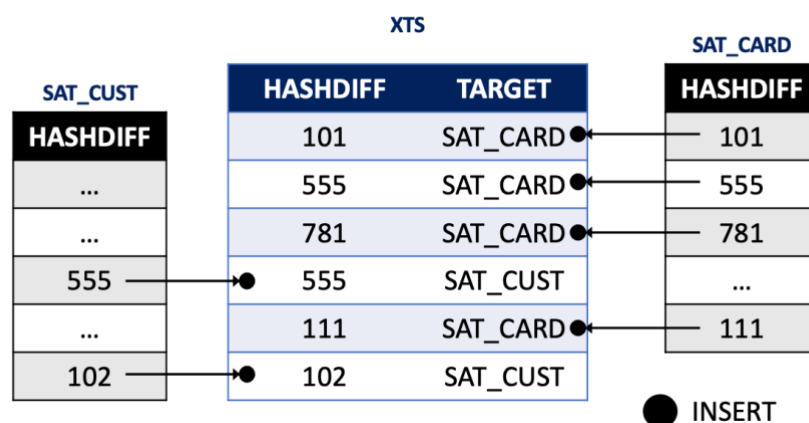 XTS
SAT_CUST
HASHDIFF
...
...
555
...
102
HASHDIFF TARGET
101 SAT_CARD
555 SAT_CARD
781 SAT_CARD
555 SAT_CUST
111 SAT_CARD
102 SAT_CUST
SAT_CARD
HASHDIFF
101
555
781
...
111
INSERT